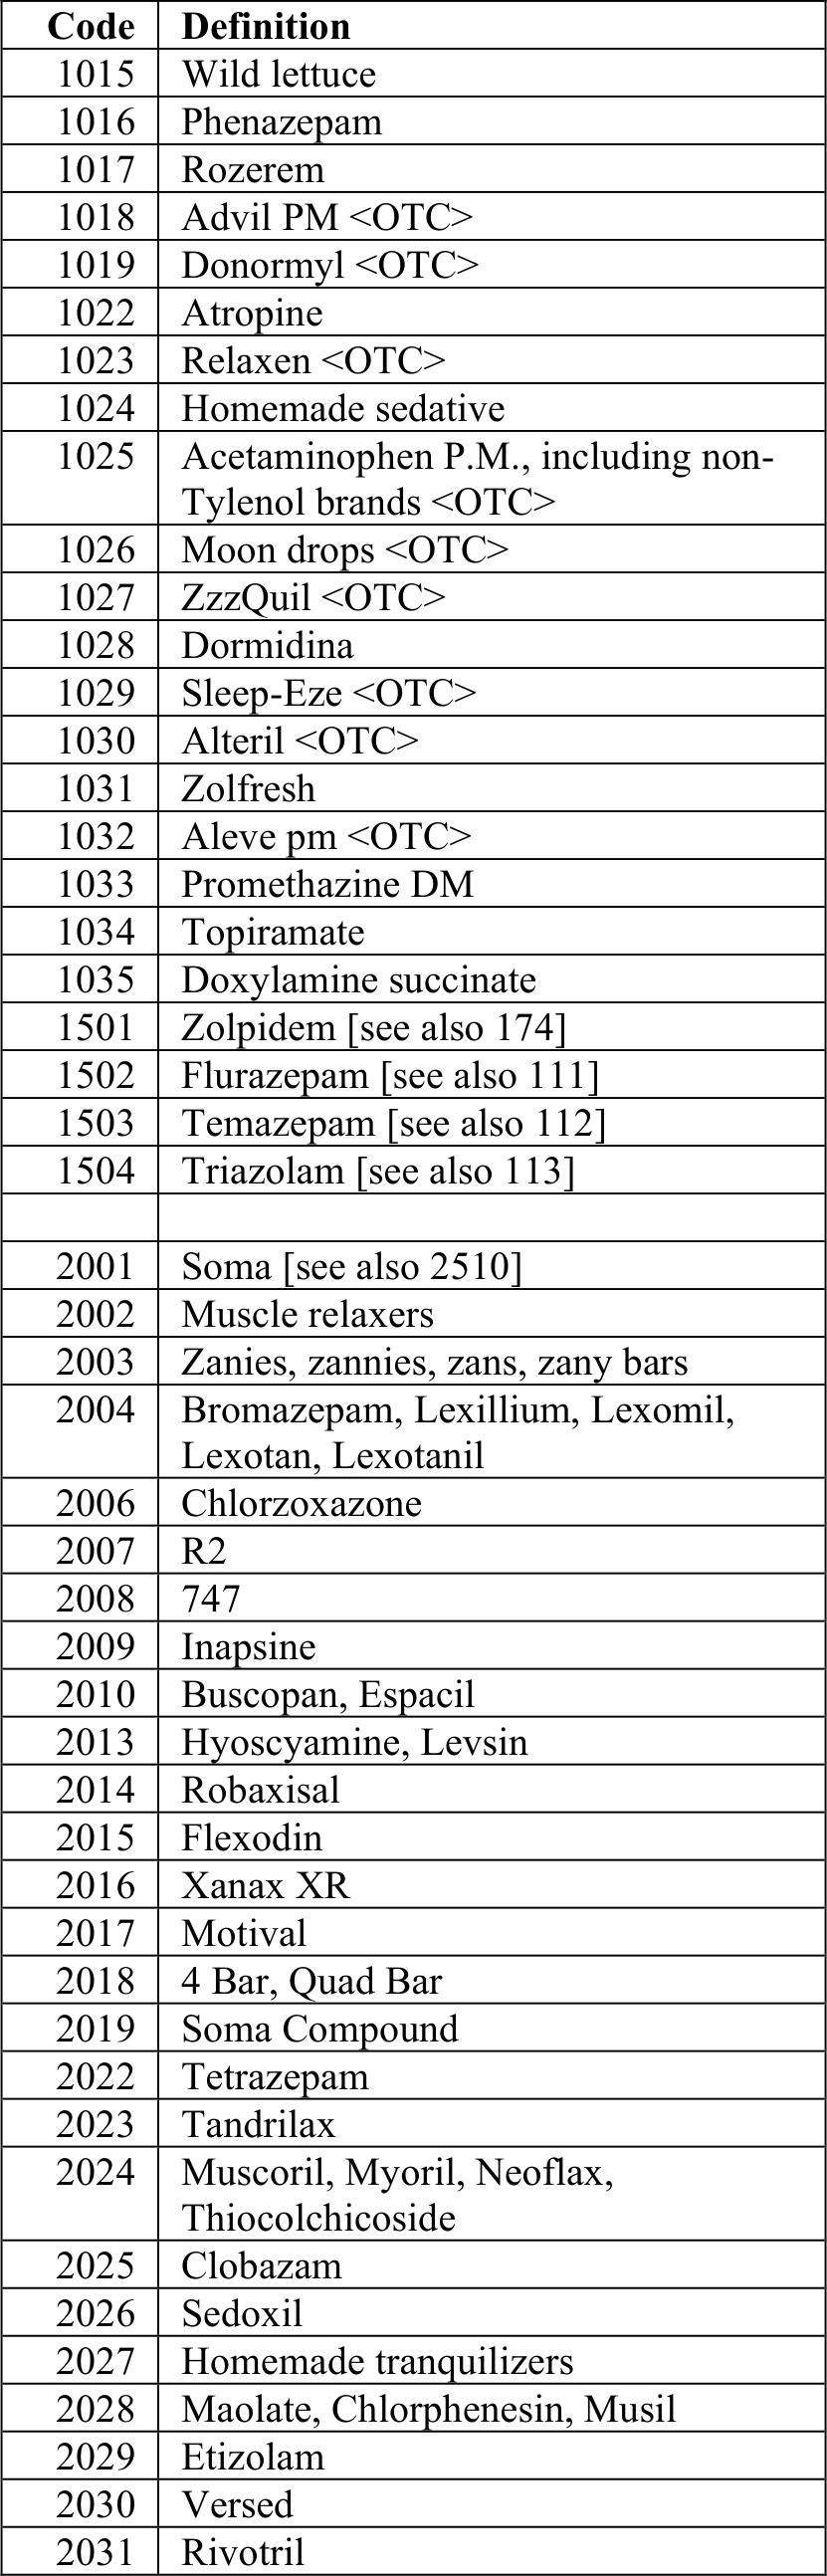 Code Definition
1015 Wild lettuce
1016 Phenazepam
1017 Rozerem
1018 Advil PM <OTC>
1019 Donormyl <OTC>
1022 Atropine
1023 Relaxen <OTC>
1024 Homemade sedative
1025 Acetaminophen P.M., including non-
Tylenol brands <OTC>
1026 Moon drops <OTC>
1027 ZzzQuil <OTC>
1028 Dormidina
1029 Sleep-Eze <OTC>
1030 Alteril <OTC>
1031 Zolfresh
1032 Aleve pm <OTC>
1033 Promethazine DM
1034 Topiramate
1035 Doxylamine succinate
1501 Zolpidem [see also 174]
1502 Flurazepam [see also 111]
1503 Temazepam [see also 112]
1504 Triazolam [see also 113]
2001 Soma [see also 2510]
2002 Muscle relaxers
2003 Zanies, zannies, zans, zany bars
2004 Bromazepam, Lexillium, Lexomil,
Lexotan, Lexotanil
2006 Chlorzoxazone
2007 R2
2008 747
2009 Inapsine
2010 Buscopan, Espacil
2013 Hyoscyamine, Levsin
2014 Robaxisal
2015 Flexodin
2016 Xanax XR
2017 Motival
2018 4 Bar, Quad Bar
2019 Soma Compound
2022 Tetrazepam
2023 Tandrilax
2024 Muscoril, Myoril, Neoflax,
Thiocolchicoside
2025 Clobazam
2026 Sedoxil
2027 Homemade tranquilizers
2028 Maolate, Chlorphenesin, Musil
2029 Etizolam
2030 Versed
2031 Rivotril